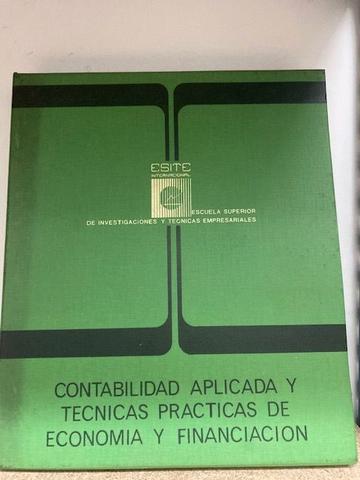 ESITE
INTERNACIONAL
ESCUELA SUPERIOR
DE INVESTIGACIONES Y TECNICAS EMPRESARIALES
CONTABILIDAD APLICADA Y
TECNICAS PRACTICAS DE
ECONOMIA Y FINANCIACION